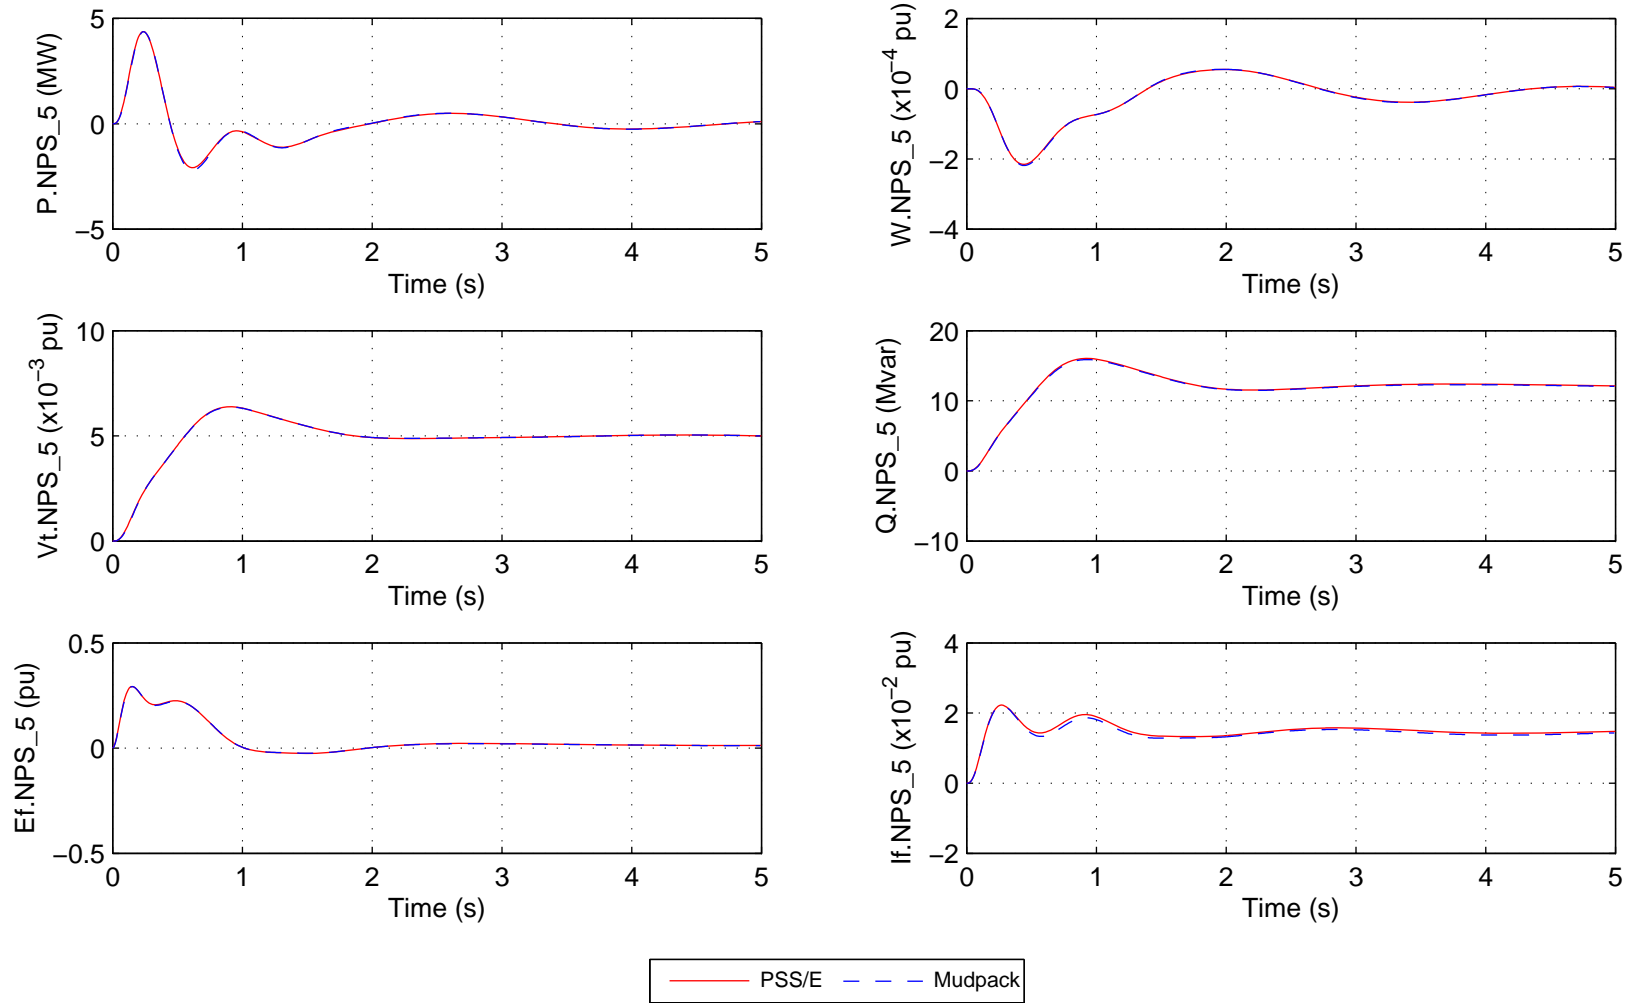 P.NPS_5 (MW)
5
0
−5
0 1 2 3 4 5
Time (s)
W.NPS_5 (x10−4 pu)
2
0
−2
−4
0 1 2 3 4 5
Time (s)
Vt.NPS_5 (x10−3 pu)
10
5
0
0 1 2 3 4 5
Time (s)
Q.NPS_5 (Mvar)
20
10
0
−10
0 1 2 3 4 5
Time (s)
Ef.NPS_5 (pu)
0.5
0
−0.5
0 1 2 3 4 5
Time (s)
If.NPS_5 (x10−2 pu)
4
2
0
−2
0 1 2 3 4 5
Time (s)
PSS/E Mudpack